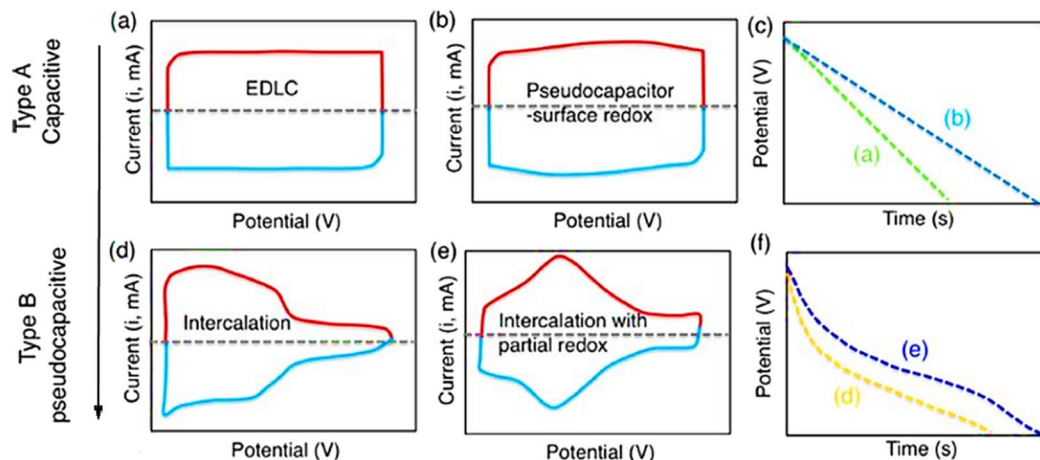 Type A
Capacitive
(a)
Current (i, mA)
EDLC
Potential (V)
(b)
Current (i, mA)
Pseudocapacitor
-surface redox
Potential (V)
(c)
Potential (V)
(b)
(a)
Time (s)
Type B
pseudocapacitive
(d)
Current (i, mA)
Intercalation
Potential (V)
(e)
Current (i, mA)
Intercalation with
partial redox
Potential (V)
(f)
Potential (V)
(e)
(d)
Time (s)